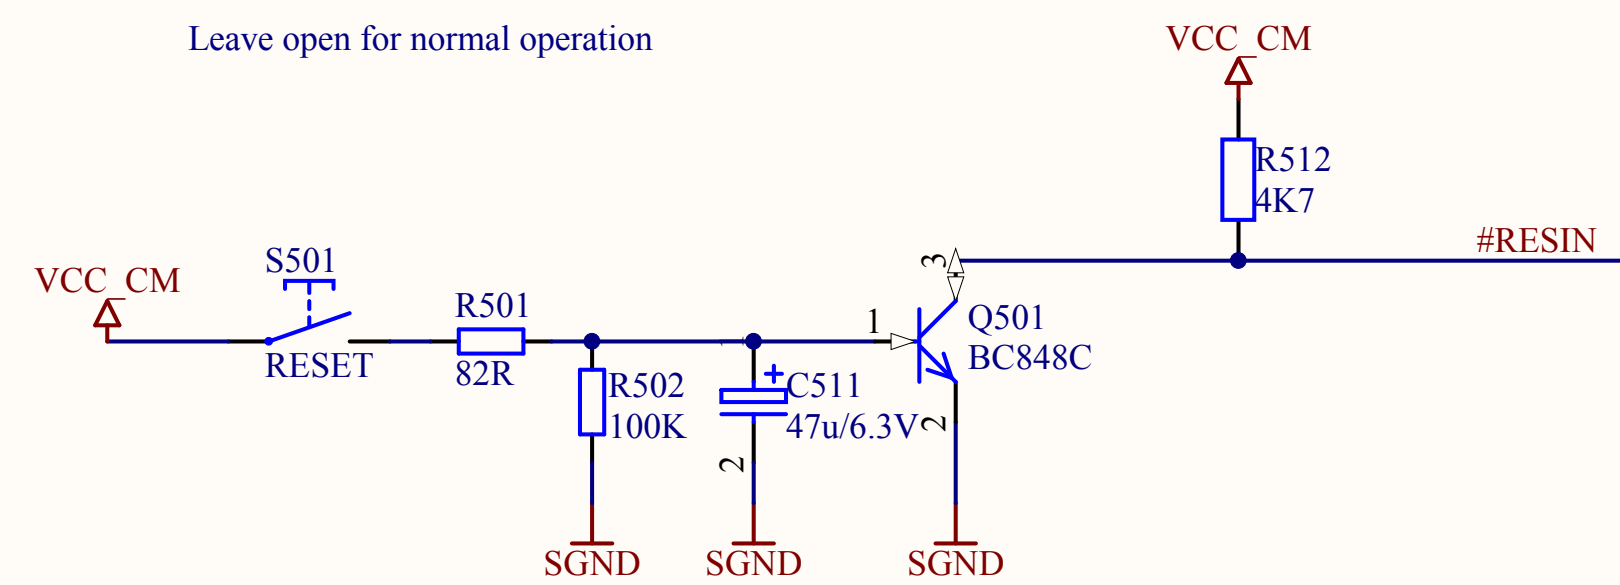 Leave open for normal operation
VCC_CM
R512
4K7
#RESIN
S501
VCC_CM
RESET
R501
82R
R502
100K
C511
47u/6.3V
2
1
3
Q501
BC848C
2
SGND
SGND
SGND